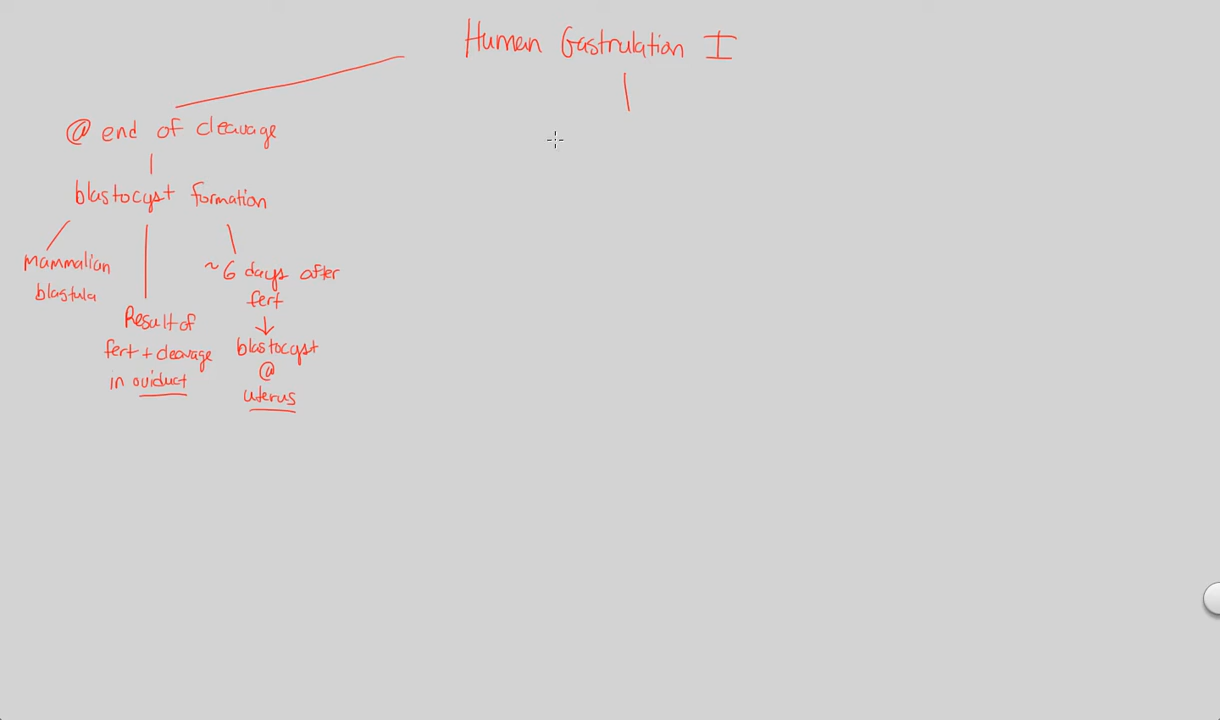 Human Gastrulation I
@ end of cleavage
blastocyst formation
mammalian
blastula
Result of
fert + cleavage
in oviduct
~ 6 days after
fert
↓
blastocyst
@
uterus